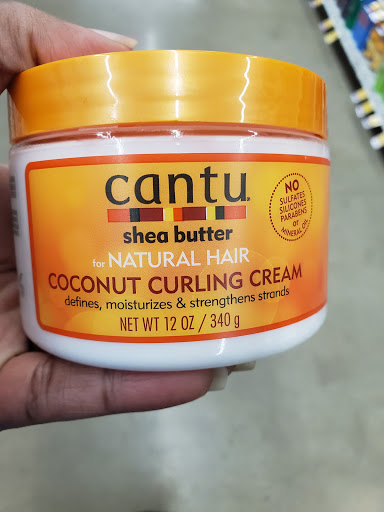 cantu
shea butter
for NATURAL HAIR
COCONUT CURLING CREAM
defines, moisturizes & strengthens strands
NET WT 12 OZ / 340 g
NO
SULFATES
SILICONES
PARABENS
or
MINERAL OIL